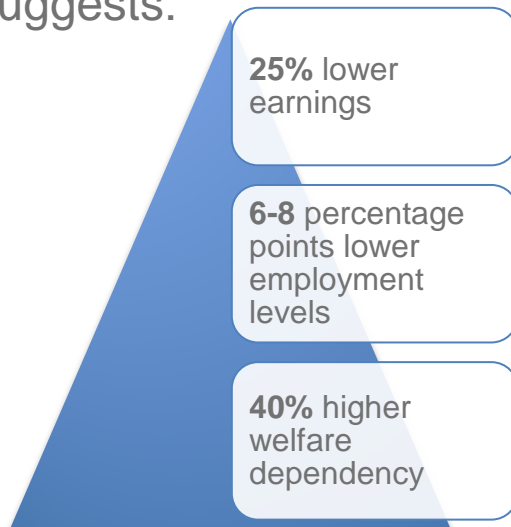 uggests.
25% lower
earnings
6-8 percentage
points lower
employment
levels
40% higher
welfare
dependency